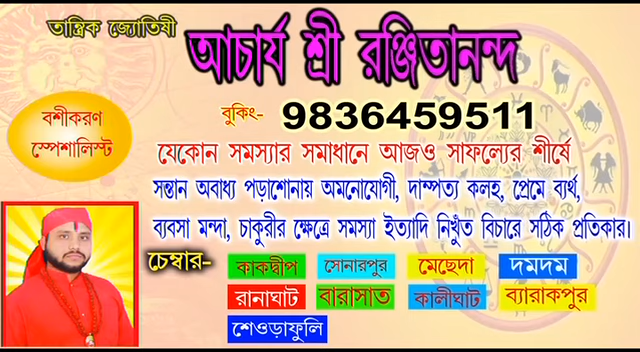 তান্ত্রিক জ্যোতিষী
আচার্য শ্রী রঞ্জিতানন্দ
বুকিং- 9836459511
বশীকরণ
স্পেশালিস্ট
যেকোন সমস্যার সমাধানে আজও সাফল্যের শীর্ষে
সন্তান অবাধ্য পড়াশোনায় অমনোযোগী, দাম্পত্য কলহ, প্রেমে ব্যর্থ,
ব্যবসা মন্দা, চাকুরীর ক্ষেত্রে সমস্যা ইত্যাদি নিখুঁত বিচারে সঠিক প্রতিকার।
চেম্বার- কাকদ্বীপ সোনারপুর মেছেদা দমদম
রানাঘাট বারাসাত কালীঘাট ব্যারাকপুর
শেওড়াফুলি